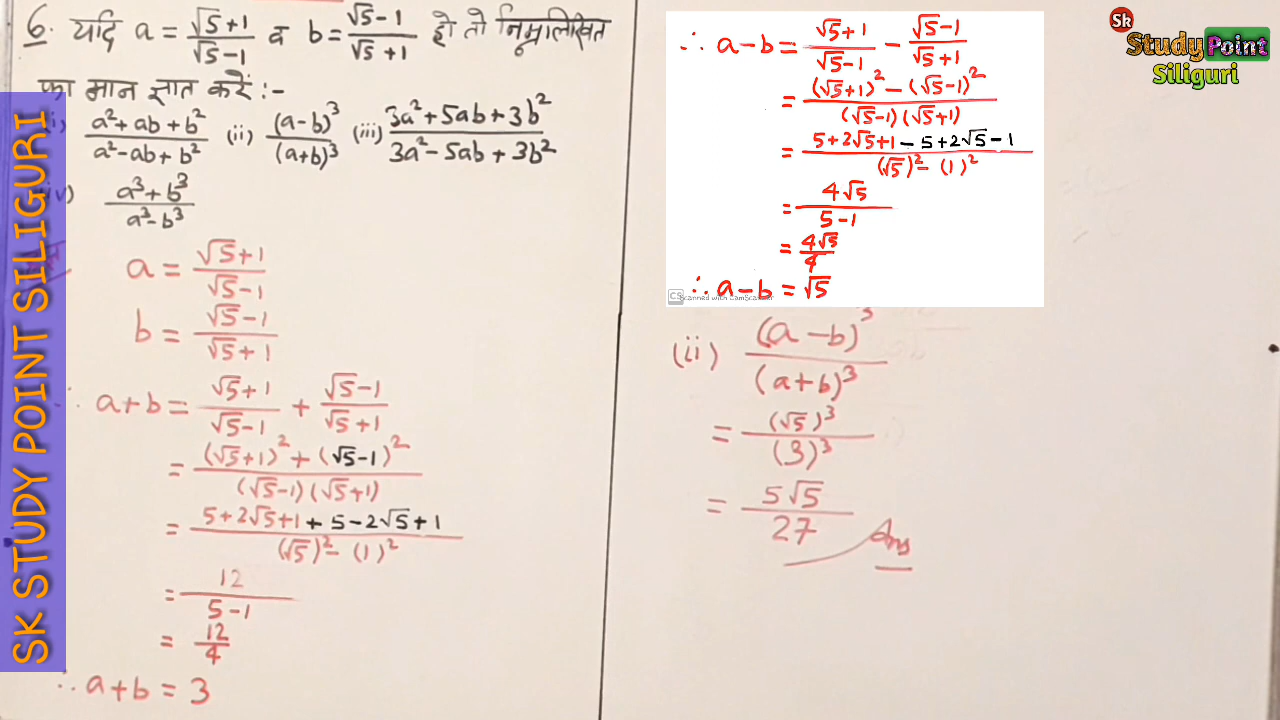 6. यदि a = √5+1/√5-1 व b = √5-1/√5+1 हो तो निम्नलिखित
का मान ज्ञात करें :-
(i) a²+ab+b²/a²-ab+b² (ii) (a-b)³/(a+b)³ (iii) 3a²+5ab+3b²/3a²-5ab+3b²
(iv) a³+b³/a³-b³
a = √5+1/√5-1
b = √5-1/√5+1
∴ a+b = √5+1/√5-1 + √5-1/√5+1
= (√5+1)²+(√5-1)²/(√5-1)(√5+1)
= 5+2√5+1+5-2√5+1/(√5)²-(1)²
= 12/5-1
= 12/4
∴ a+b = 3
∴ a-b = √5+1/√5-1 - √5-1/√5+1
= (√5+1)²-(√5-1)²/(√5-1)(√5+1)
= 5+2√5+1-5+2√5-1/(√5)²-(1)²
= 4√5/5-1
= 4√5/4
∴ a-b = √5
CS Scanned with CamScanner
(ii) (a-b)³/(a+b)³
= (√5)³/(3)³
= 5√5/27 Ans
Sk
Study Point
Siliguri
SK STUDY POINT SILIGURI